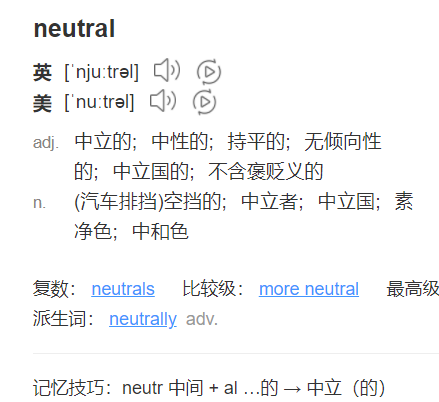 neutral
英 [ˈnjuːtrəl]
美 [ˈnuːtrəl]
adj. 中立的；中性的；持平的；无倾向性
的；中立国的；不含褒贬义的
n. (汽车排挡)空挡的；中立者；中立国；素
净色；中和色
复数： neutrals 比较级： more neutral 最高级
派生词： neutrally adv.
记忆技巧：neutr 中间 + al …的 → 中立（的）